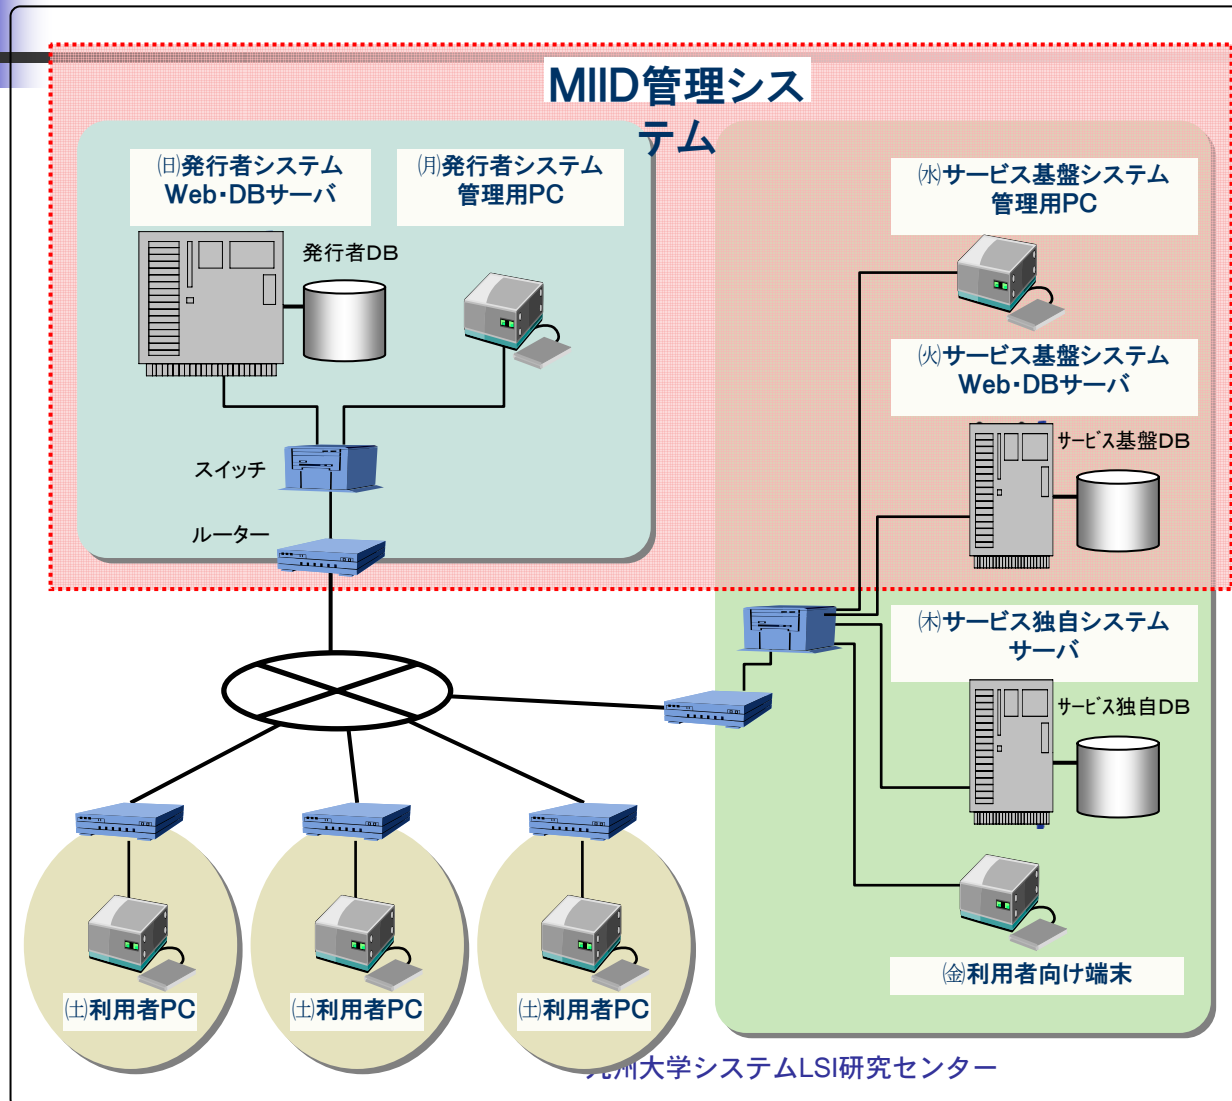 MIID管理シス
テム
㈰発行者システム
Web・DBサーバ
㈪発行者システム
管理用PC
発行者DB
スイッチ
ルーター
㈬サービス基盤システム
管理用PC
㈫サービス基盤システム
Web・DBサーバ
サービス基盤DB
㈭サービス独自システム
サーバ
サービス独自DB
㈮利用者向け端末
㈯利用者PC
㈯利用者PC
㈯利用者PC
九州大学システムLSI研究センター